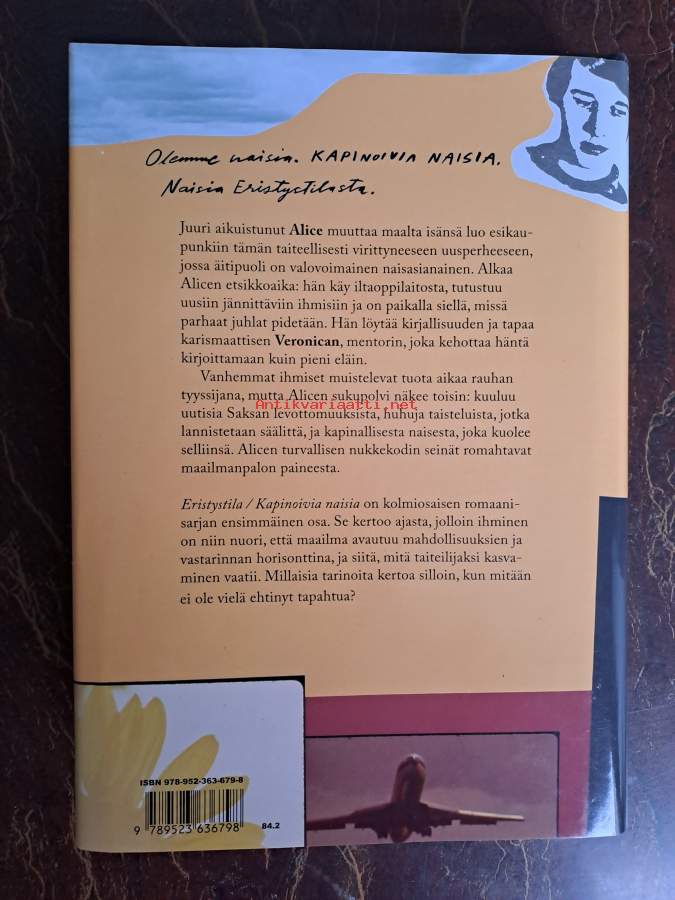 Olemme naisia. KAPINOIVIA NAISIA.
Naisia Eristystilasta.
Juuri aikuistunut Alice muuttaa maalta isänsä luo esikau-
punkiin tämän taiteellisesti virittyneeseen uusperheeseen,
jossa äitipuoli on valovoimainen naisasianainen. Alkaa
Alicen etsikkoaika: hän käy iltaoppilaitosta, tutustuu
uusiin jännittäviin ihmisiin ja on paikalla siellä, missä
parhaat juhlat pidetään. Hän löytää kirjallisuuden ja tapaa
karismaattisen Veronican, mentorin, joka kehottaa häntä
kirjoittamaan kuin pieni eläin.
Vanhemmat ihmiset muistelevat tuota aikaa rauhan
tyyssijana, mutta Alicen sukupolvi näkee toisin: kuuluu
Antikvariaatti.net
uutisia Saksan levottomuuksista, huhuja taisteluista, jotka
lannistetaan säälittä, ja kapinallisesta naisesta, joka kuolee
selliinsä. Alicen turvallisen nukkekodin seinät romahtavat
maailmanpalon paineesta.
Eristystila / Kapinoivia naisia on kolmiosaisen romaani-
sarjan ensimmäinen osa. Se kertoo ajasta, jolloin ihminen
on niin nuori, että maailma avautuu mahdollisuuksien ja
vastarinnan horisonttina, ja siitä, mitä taiteilijaksi kasva-
minen vaatii. Millaisia tarinoita kertoa silloin, kun mitään
ei ole vielä ehtinyt tapahtua?
ISBN 978-952-363-679-8
9 789523 636798
84.2